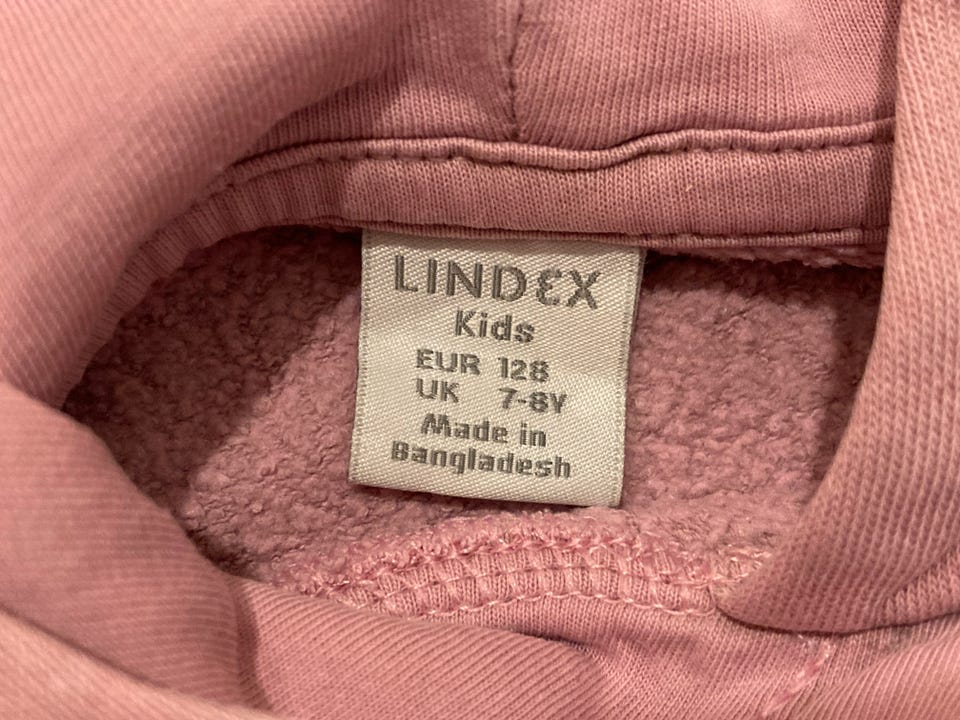 LINDEX
Kids
EUR 128
UK 7-8Y
Made in
Bangladesh